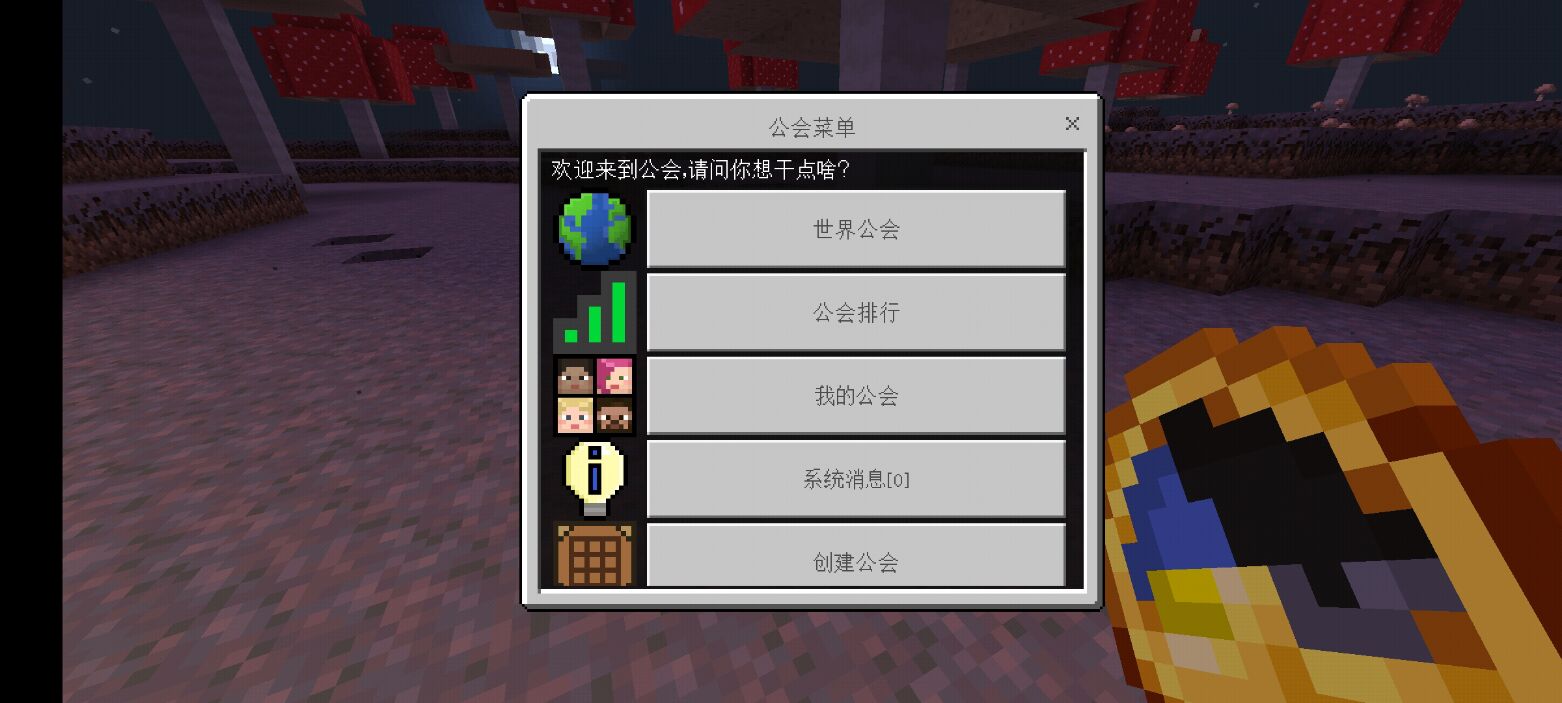 公会菜单
欢迎来到公会,请问你想干点啥?
世界公会
公会排行
我的公会
系统消息[0]
创建公会